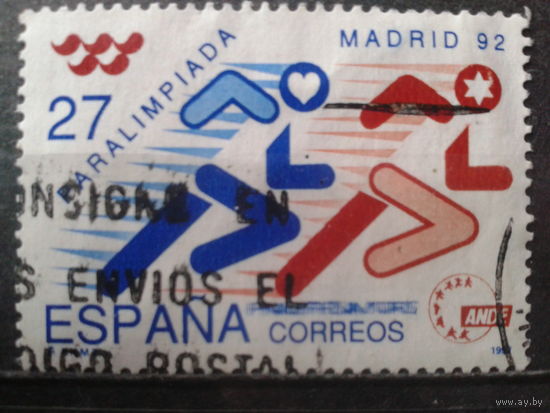 MADRID 92
27
PARALIMPIADA
CONSIGNE EN
ENVIOS EL
ESPAÑA CORREOS
ANDE
POSTAL
www.ay.by